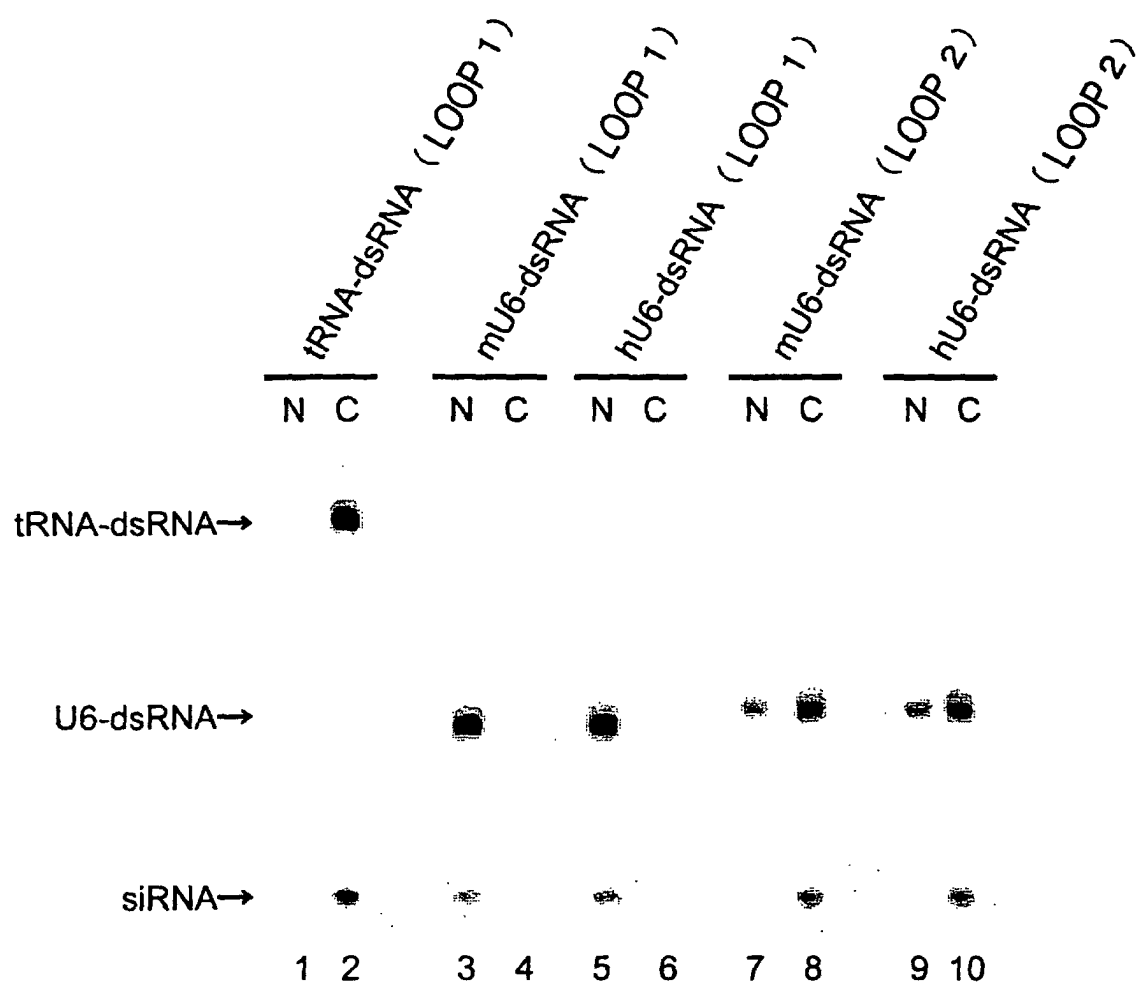 tRNA-dsRNA (LOOP 1)
mU6-dsRNA (LOOP 1)
hU6-dsRNA (LOOP 1)
mU6-dsRNA (LOOP 2)
hU6-dsRNA (LOOP 2)
N C N C N C N C N C
tRNA-dsRNA→
U6-dsRNA→
siRNA→
1 2 3 4 5 6 7 8 9 10